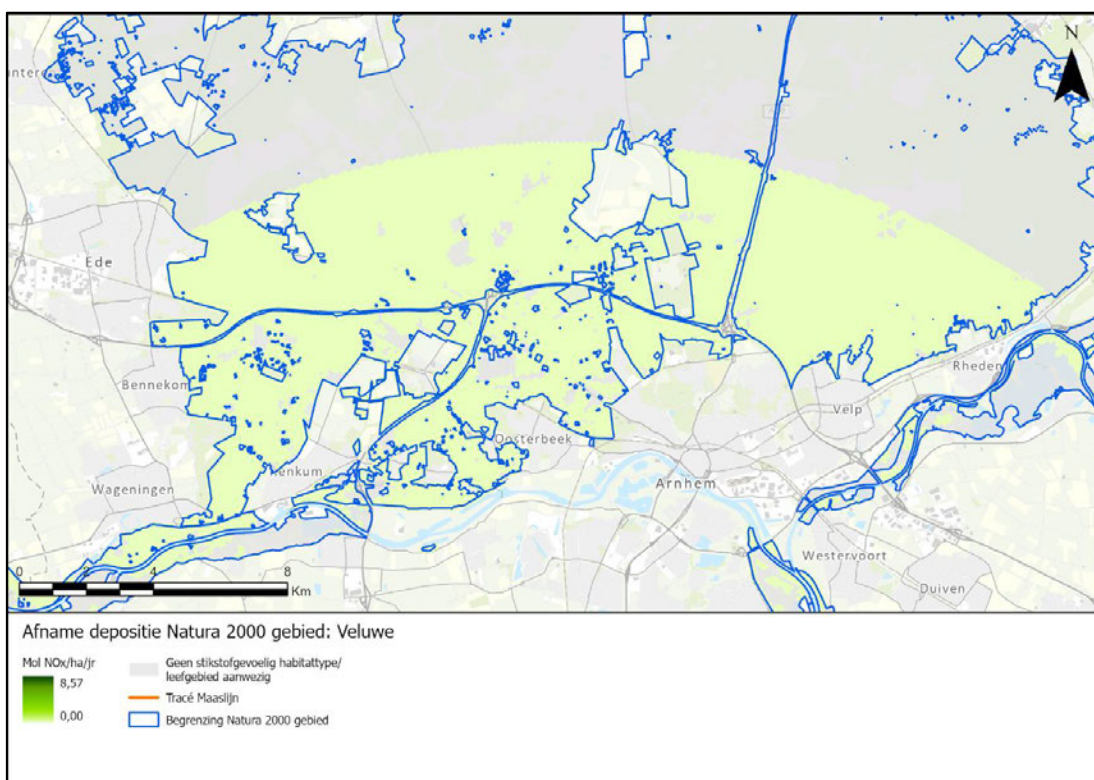 N
Ede
Bennekom
Rheden
Velp
Oosterbeek
enkum
Arnhem
Wageningen
Westervoort
Duiven
0 2 4 8
Km
Afname depositie Natura 2000 gebied: Veluwe
Mol NOx/ha/jr
8,57
0,00
Geen stikstofgevoelig habitattype/
leefgebied aanwezig
Tracé Maaslijn
Begrenzing Natura 2000 gebied